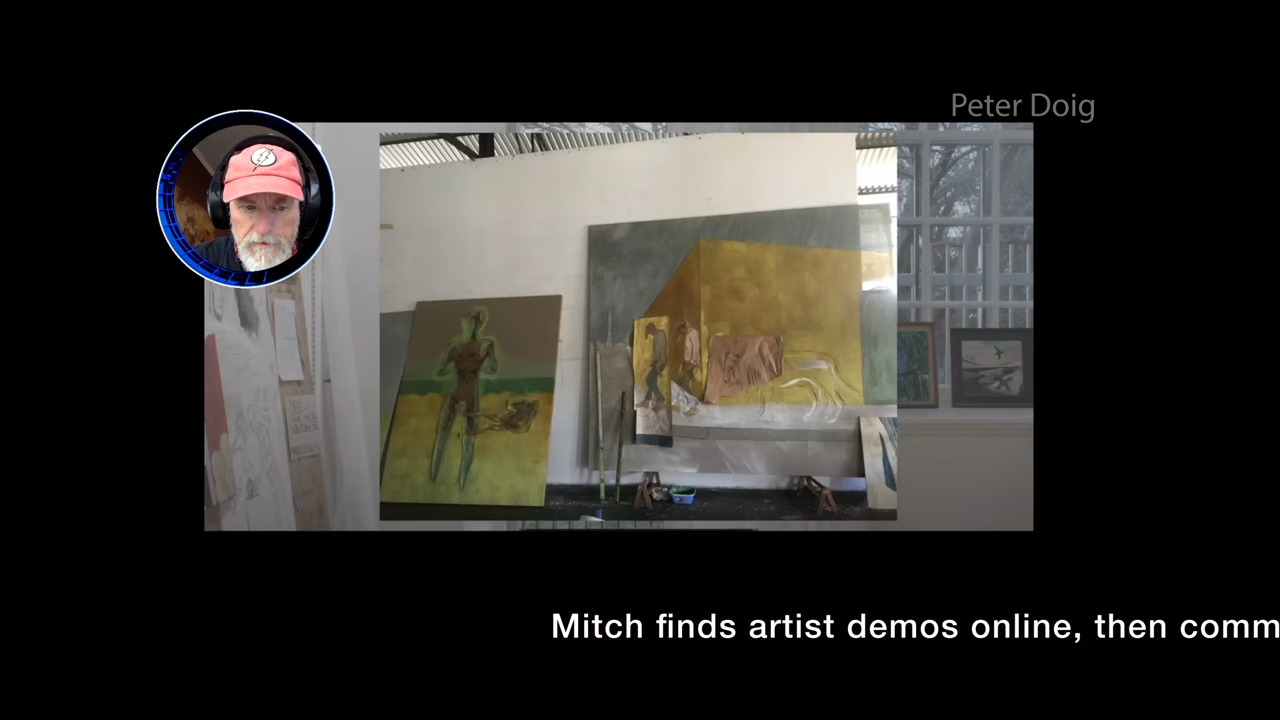 Peter Doig
Mitch finds artist demos online, then comm